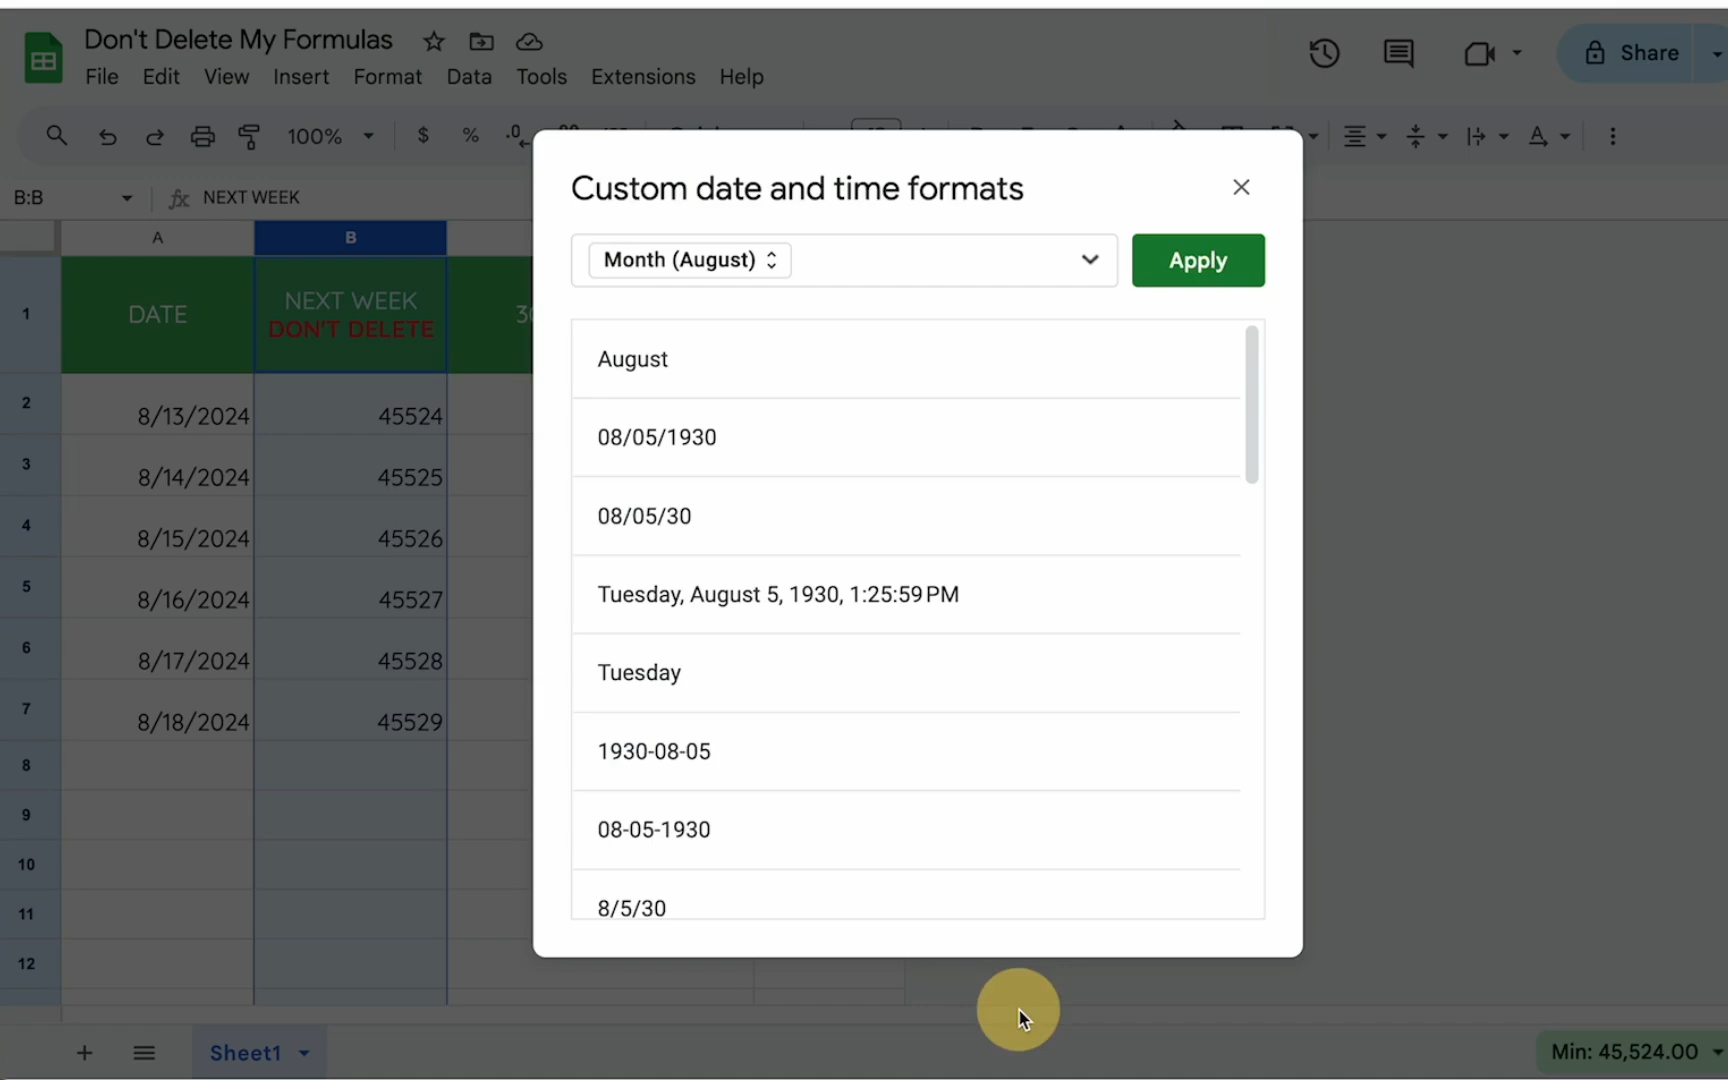 Don't Delete My Formulas
File Edit View Insert Format Data Tools Extensions Help
Share
100% $ % .0
B:B fx NEXT WEEK
Custom date and time formats
Month (August)
Apply
A B
1 DATE NEXT WEEK
DON'T DELETE
2 8/13/2024 45524
3 8/14/2024 45525
4 8/15/2024 45526
5 8/16/2024 45527
6 8/17/2024 45528
7 8/18/2024 45529
8
9
10
11
12
August
08/05/1930
08/05/30
Tuesday, August 5, 1930, 1:25:59 PM
Tuesday
1930-08-05
08-05-1930
8/5/30
Sheet1
Min: 45,524.00